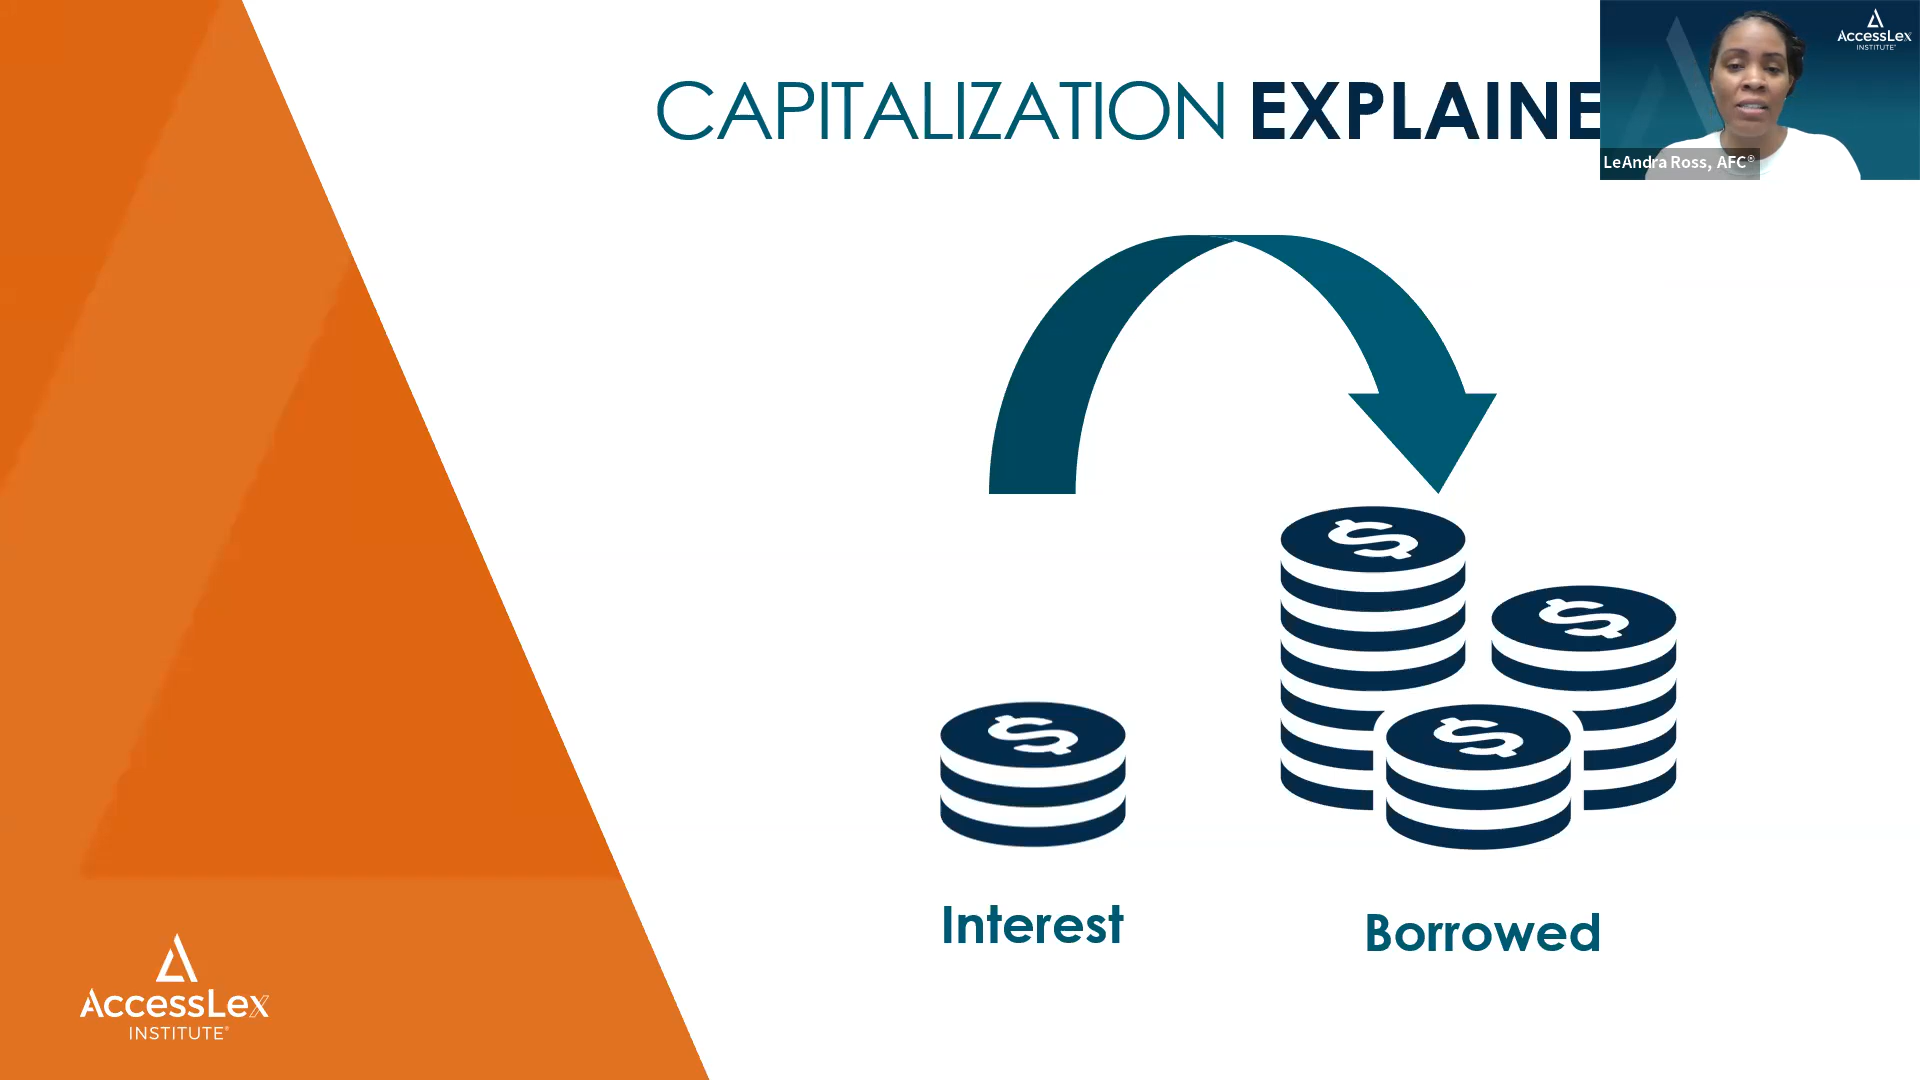 CAPITALIZATION EXPLAINE
AccessLex
INSTITUTE®
LeAndra Ross, AFC®
$
$
$
$
Interest
Borrowed
AccessLex
INSTITUTE®